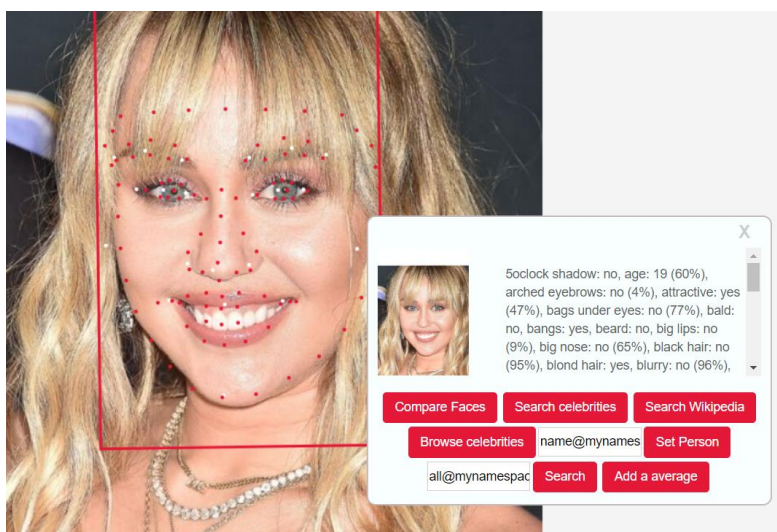 X
5oclock shadow: no, age: 19 (60%),
arched eyebrows: no (4%), attractive: yes
(47%), bags under eyes: no (77%), bald:
no, bangs: yes, beard: no, big lips: no
(9%), big nose: no (65%), black hair: no
(95%), blond hair: yes, blurry: no (96%),
Compare Faces Search celebrities Search Wikipedia
Browse celebrities name@mynames Set Person
all@mynamespac Search Add a average